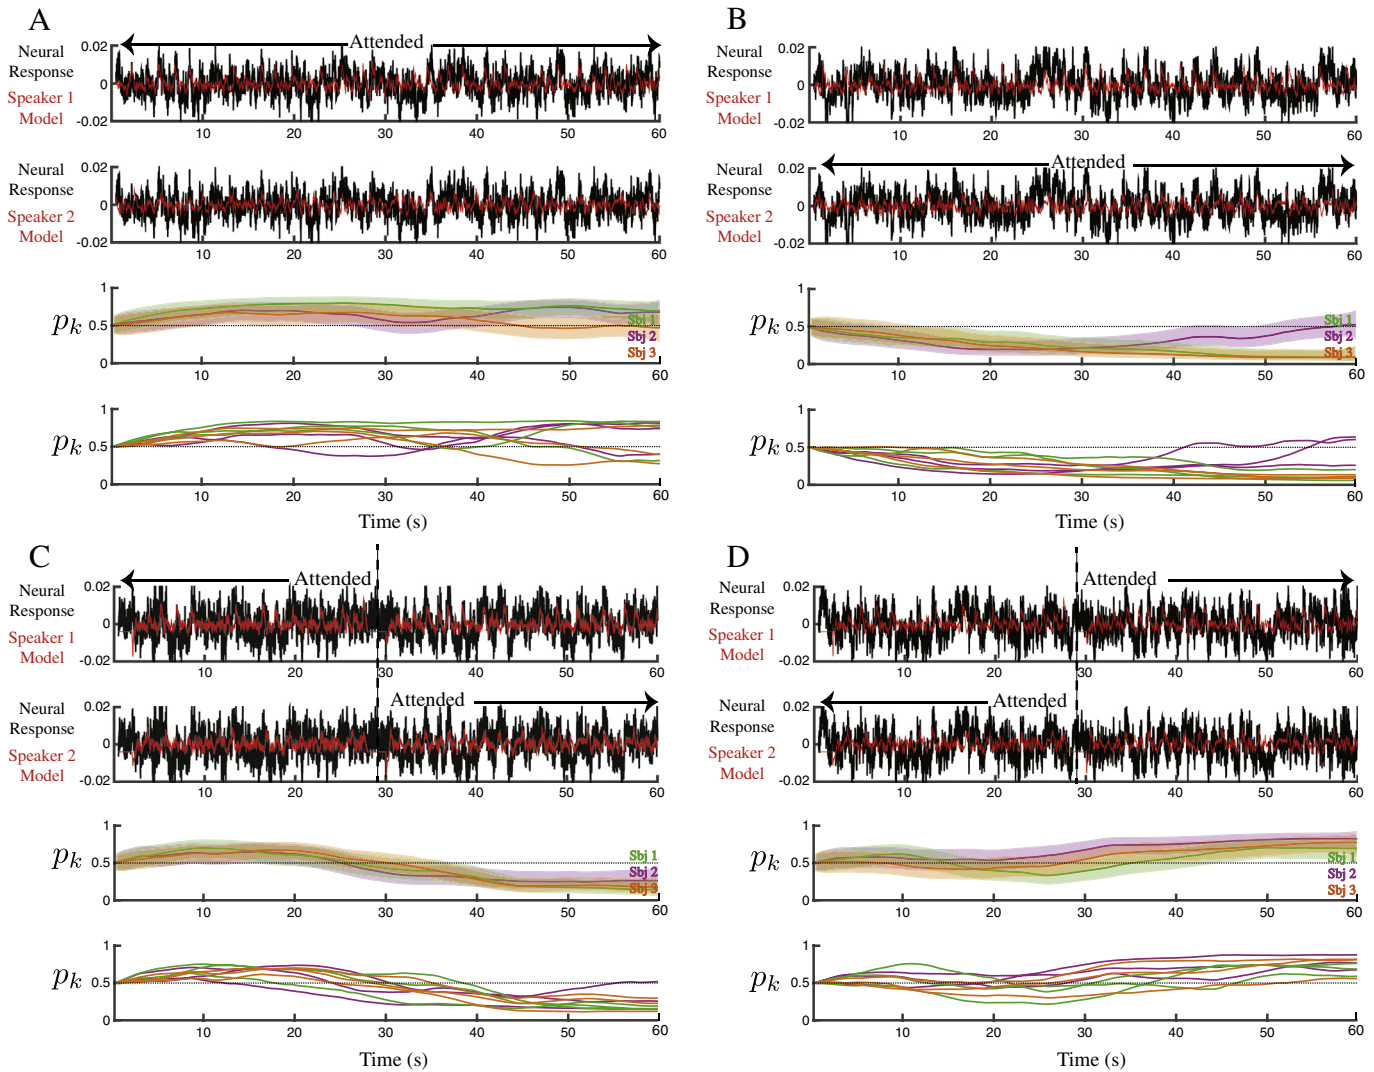 A
Neural
Response
Speaker 1
Model
0.02
0
-0.02
Attended
10 20 30 40 50 60
Neural
Response
Speaker 2
Model
0.02
0
-0.02
10 20 30 40 50 60
p_k
1
0.5
0
Sbj 1
Sbj 2
Sbj 3
10 20 30 40 50 60
p_k
1
0.5
0
10 20 30 40 50 60
Time (s)
B
Neural
Response
Speaker 1
Model
0.02
0
-0.02
10 20 30 40 50 60
Neural
Response
Speaker 2
Model
0.02
0
-0.02
Attended
10 20 30 40 50 60
p_k
1
0.5
0
Sbj 1
Sbj 2
Sbj 3
10 20 30 40 50 60
p_k
1
0.5
0
10 20 30 40 50 60
Time (s)
C
Neural
Response
Speaker 1
Model
0.02
0
-0.02
Attended
10 20 30 40 50 60
Neural
Response
Speaker 2
Model
0.02
0
-0.02
Attended
10 20 30 40 50 60
p_k
1
0.5
0
Sbj 1
Sbj 2
Sbj 3
10 20 30 40 50 60
p_k
1
0.5
0
10 20 30 40 50 60
Time (s)
D
Neural
Response
Speaker 1
Model
0.02
0
-0.02
Attended
10 20 30 40 50 60
Neural
Response
Speaker 2
Model
0.02
0
-0.02
Attended
10 20 30 40 50 60
p_k
1
0.5
0
Sbj 1
Sbj 2
Sbj 3
10 20 30 40 50 60
p_k
1
0.5
0
10 20 30 40 50 60
Time (s)